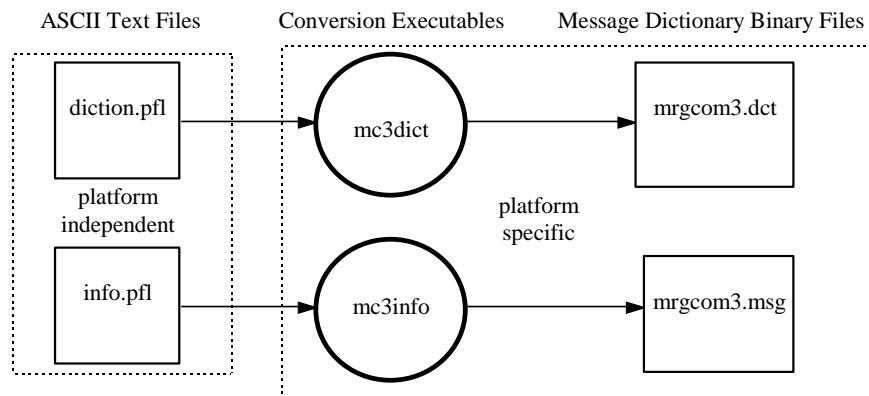 ASCII Text Files
Conversion Executables
Message Dictionary Binary Files
diction.pfl
mc3dict
mrgcom3.dct
platform
independent
platform
specific
info.pfl
mc3info
mrgcom3.msg